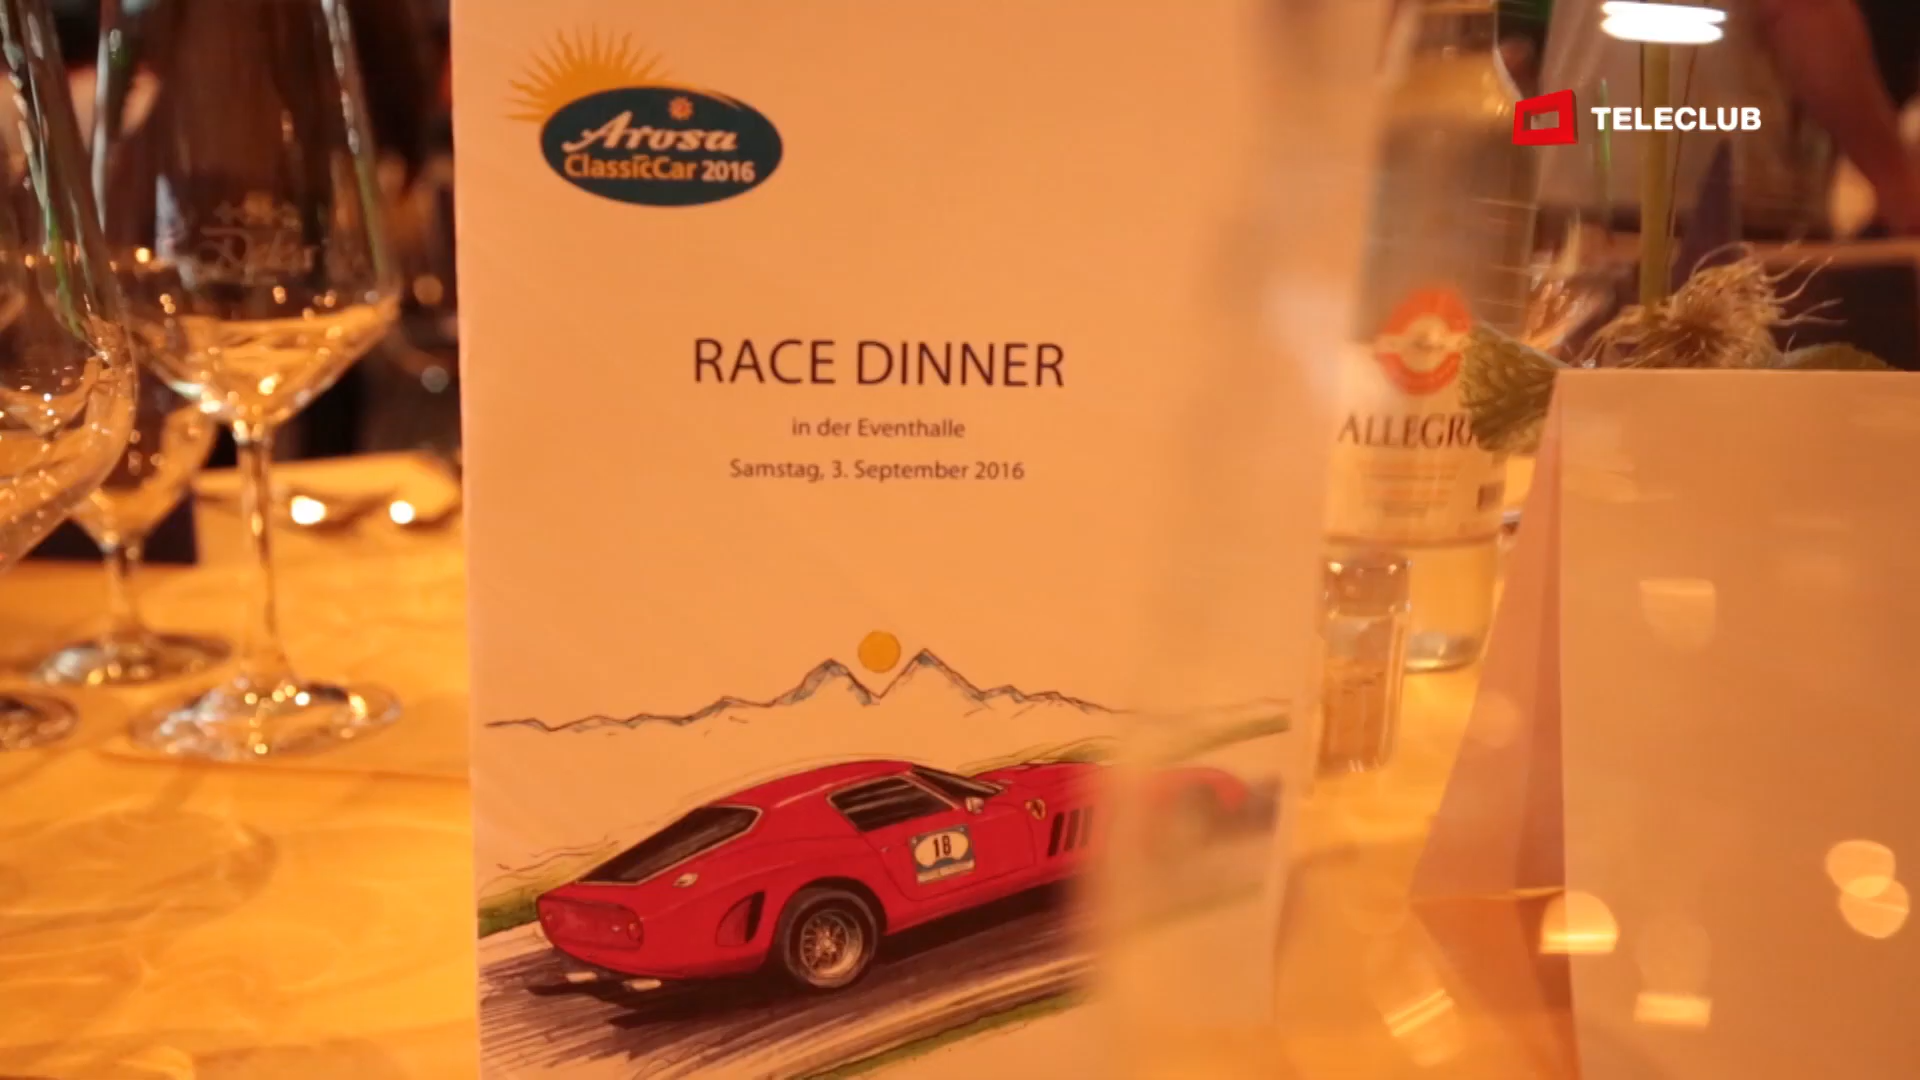 Arosa
ClassicCar 2016
TELECLUB
RACE DINNER
in der Eventhalle
Samstag, 3. September 2016
ALLEGR
18